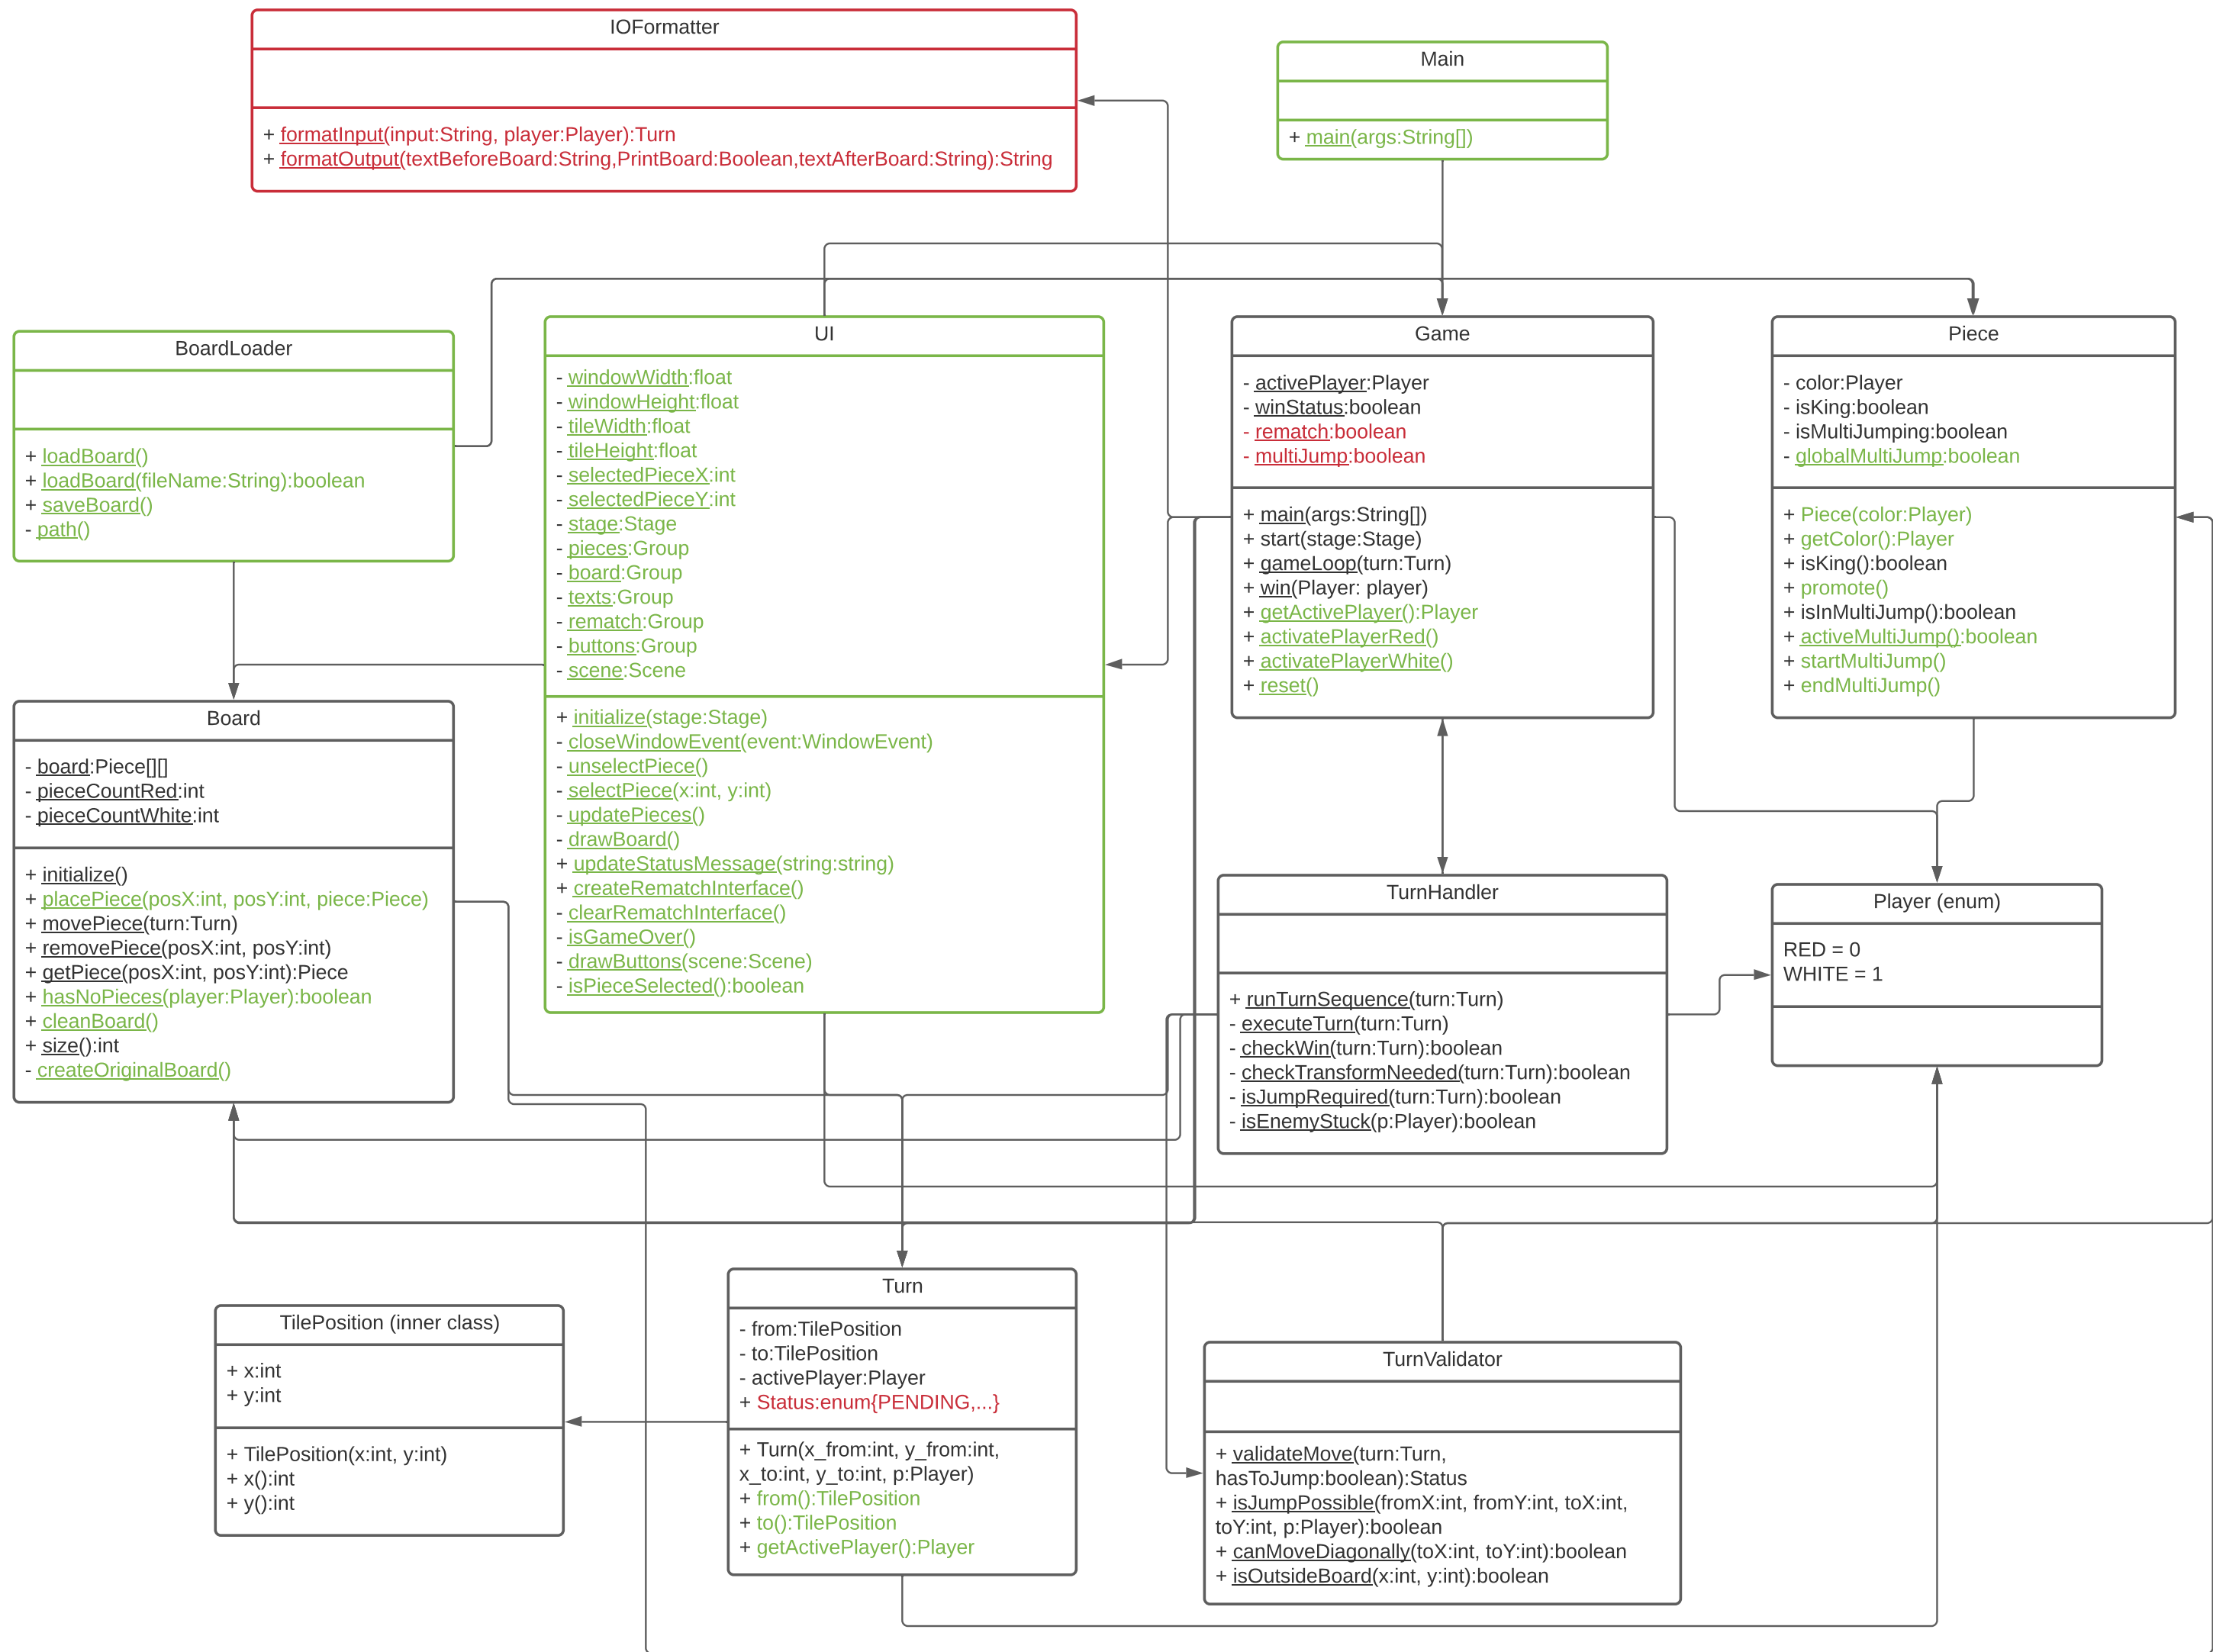 IOFormatter
+ formatInput(input:String, player:Player):Turn
+ formatOutput(textBeforeBoard:String,PrintBoard:Boolean,textAfterBoard:String):String
Main
+ main(args:String[])
BoardLoader
+ loadBoard()
+ loadBoard(fileName:String):boolean
+ saveBoard()
- path()
UI
- windowWidth:float
- windowHeight:float
- tileWidth:float
- tileHeight:float
- selectedPieceX:int
- selectedPieceY:int
- stage:Stage
- pieces:Group
- board:Group
- texts:Group
- rematch:Group
- buttons:Group
- scene:Scene
+ initialize(stage:Stage)
- closeWindowEvent(event:WindowEvent)
- unselectPiece()
- selectPiece(x:int, y:int)
- updatePieces()
- drawBoard()
+ updateStatusMessage(string:string)
+ createRematchInterface()
- clearRematchInterface()
- isGameOver()
- drawButtons(scene:Scene)
- isPieceSelected():boolean
Game
- activePlayer:Player
- winStatus:boolean
- rematch:boolean
- multiJump:boolean
+ main(args:String[])
+ start(stage:Stage)
+ gameLoop(turn:Turn)
+ win(Player: player)
+ getActivePlayer():Player
+ activatePlayerRed()
+ activatePlayerWhite()
+ reset()
Piece
- color:Player
- isKing:boolean
- isMultiJumping:boolean
- globalMultiJump:boolean
+ Piece(color:Player)
+ getColor():Player
+ isKing():boolean
+ promote()
+ isInMultiJump():boolean
+ activeMultiJump():boolean
+ startMultiJump()
+ endMultiJump()
Board
- board:Piece[][]
- pieceCountRed:int
- pieceCountWhite:int
+ initialize()
+ placePiece(posX:int, posY:int, piece:Piece)
+ movePiece(turn:Turn)
+ removePiece(posX:int, posY:int)
+ getPiece(posX:int, posY:int):Piece
+ hasNoPieces(player:Player):boolean
+ cleanBoard()
+ size():int
- createOriginalBoard()
TurnHandler
+ runTurnSequence(turn:Turn)
- executeTurn(turn:Turn)
- checkWin(turn:Turn):boolean
- checkTransformNeeded(turn:Turn):boolean
- isJumpRequired(turn:Turn):boolean
- isEnemyStuck(p:Player):boolean
Player (enum)
RED = 0
WHITE = 1
TilePosition (inner class)
+ x:int
+ y:int
+ TilePosition(x:int, y:int)
+ x():int
+ y():int
Turn
- from:TilePosition
- to:TilePosition
- activePlayer:Player
+ Status:enum{PENDING,...}
+ Turn(x_from:int, y_from:int,
x_to:int, y_to:int, p:Player)
+ from():TilePosition
+ to():TilePosition
+ getActivePlayer():Player
TurnValidator
+ validateMove(turn:Turn,
hasToJump:boolean):Status
+ isJumpPossible(fromX:int, fromY:int, toX:int,
toY:int, p:Player):boolean
+ canMoveDiagonally(toX:int, toY:int):boolean
+ isOutsideBoard(x:int, y:int):boolean